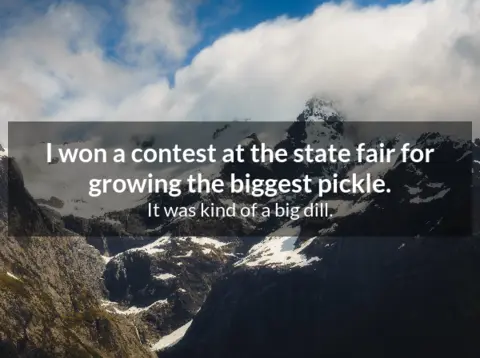 I won a contest at the state fair for
growing the biggest pickle.
It was kind of a big dill.